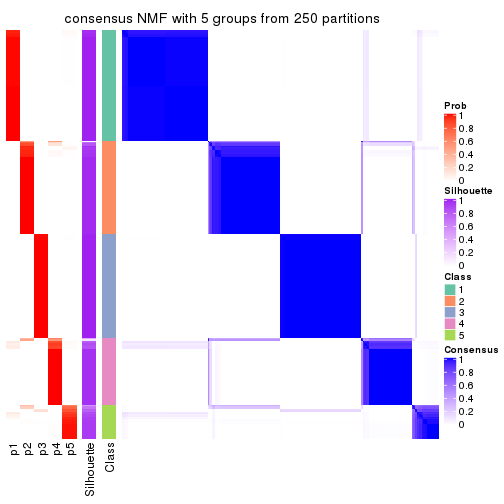 consensus NMF with 5 groups from 250 partitions
Prob
1
0.8
0.6
0.4
0.2
0
Silhouette
1
0.8
0.6
0.4
0.2
0
Class
1
2
3
4
5
Consensus
1
0.8
0.6
0.4
0.2
0
p1
p2
p3
p4
p5
Silhouette
Class